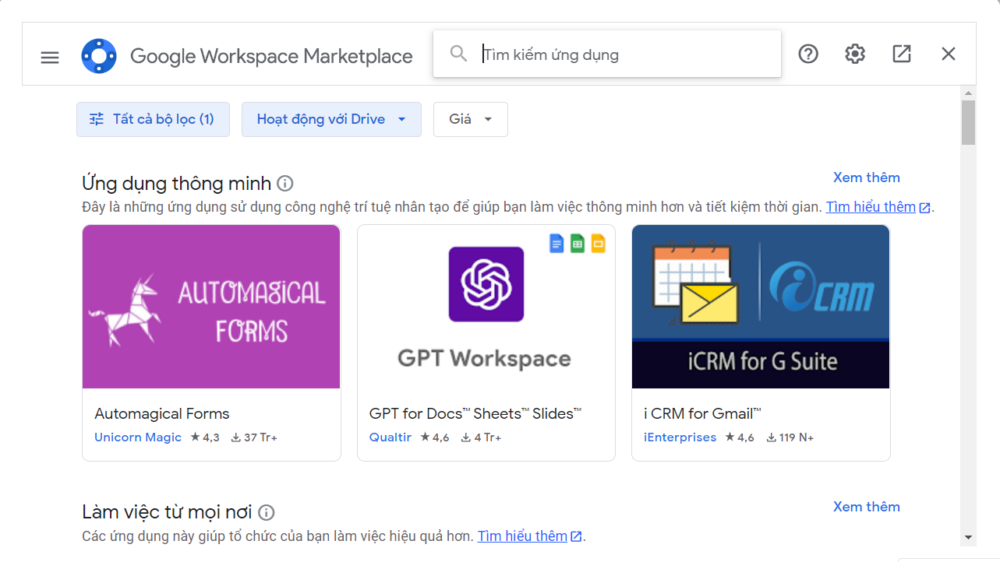 Google Workspace Marketplace
Tìm kiếm ứng dụng
Tất cả bộ lọc (1)
Hoạt động với Drive
Giá
Ứng dụng thông minh
Xem thêm
Đây là những ứng dụng sử dụng công nghệ trí tuệ nhân tạo để giúp bạn làm việc thông minh hơn và tiết kiệm thời gian. Tìm hiểu thêm.
AUTOMAGICAL
FORMS
Automagical Forms
Unicorn Magic ★ 4,3 37 Tr+
GPT Workspace
GPT for Docs™ Sheets™ Slides™
Qualtir ★ 4,6 4 Tr+
iCRM
iCRM for G Suite
i CRM for Gmail™
iEnterprises ★ 4,6 119 N+
Làm việc từ mọi nơi
Xem thêm
Các ứng dụng này giúp tổ chức của bạn làm việc hiệu quả hơn. Tìm hiểu thêm.